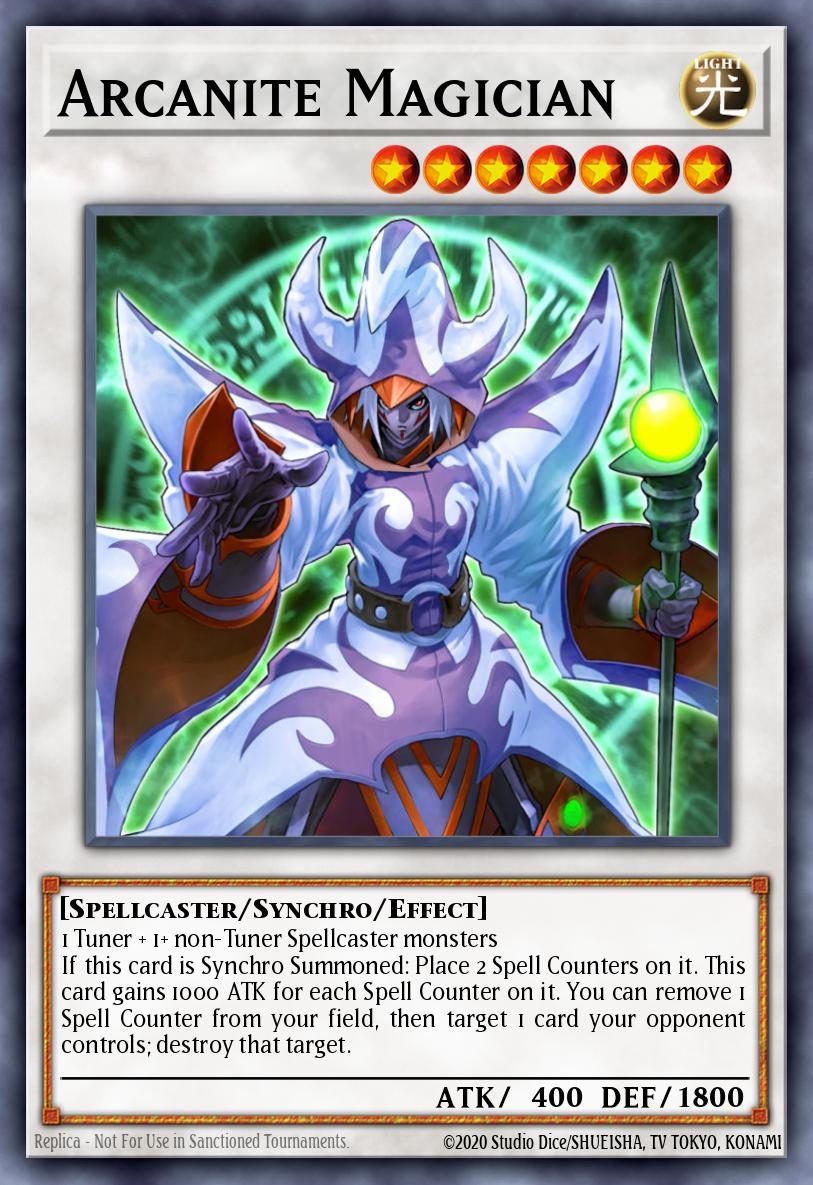 ARCANITE MAGICIAN
LIGHT
光
[SPELLCASTER/SYNCHRO/EFFECT]
1 Tuner + 1+ non-Tuner Spellcaster monsters
If this card is Synchro Summoned: Place 2 Spell Counters on it. This
card gains 1000 ATK for each Spell Counter on it. You can remove 1
Spell Counter from your field, then target 1 card your opponent
controls; destroy that target.
ATK/ 400 DEF/1800
Replica - Not For Use in Sanctioned Tournaments.
©2020 Studio Dice/SHUEISHA, TV TOKYO, KONAMI